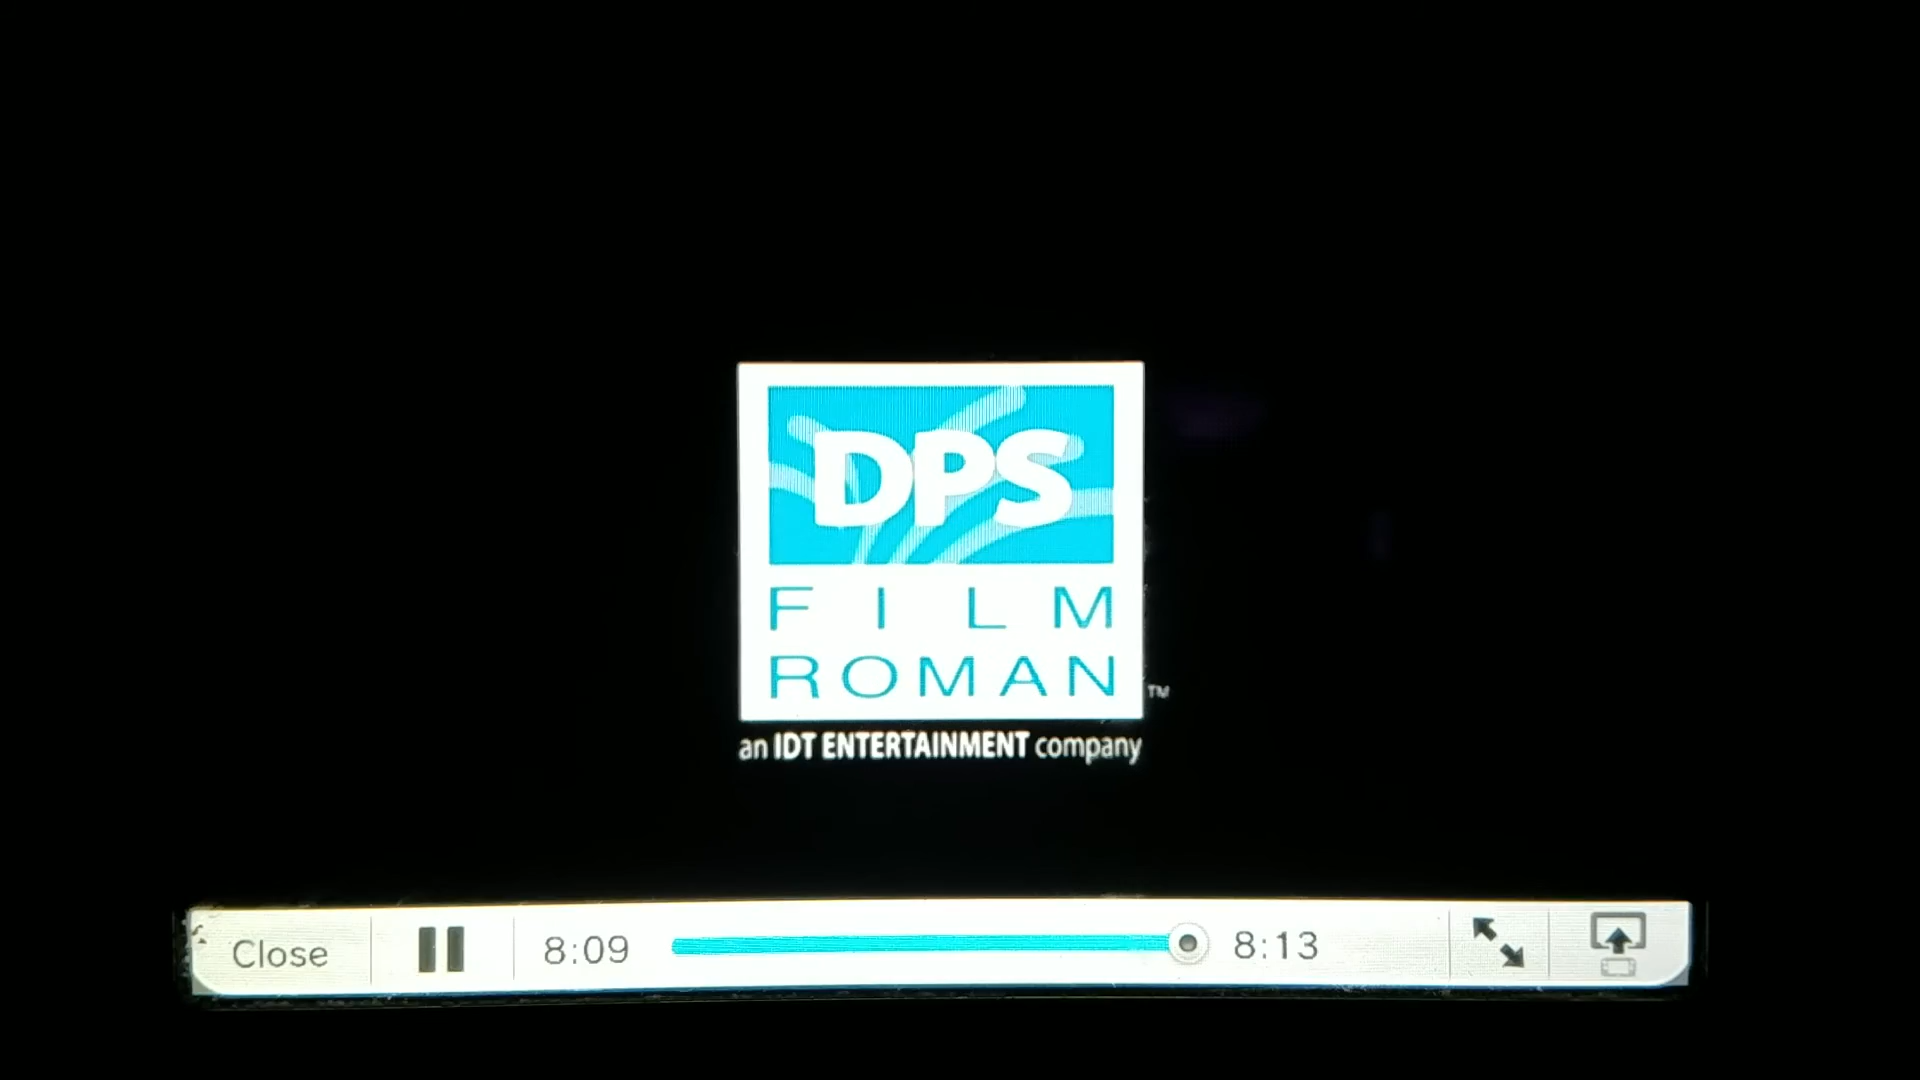 DPS
FILM
ROMAN
TM
an IDT ENTERTAINMENT company
Close 8:09 8:13